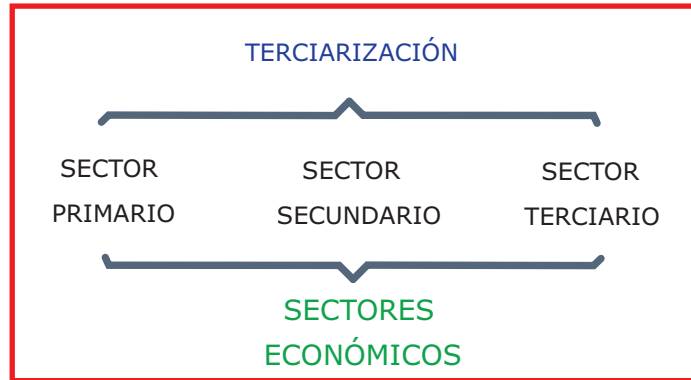 TERCIARIZACIÓN
SECTOR SECTOR SECTOR
PRIMARIO SECUNDARIO TERCIARIO
SECTORES
ECONÓMICOS